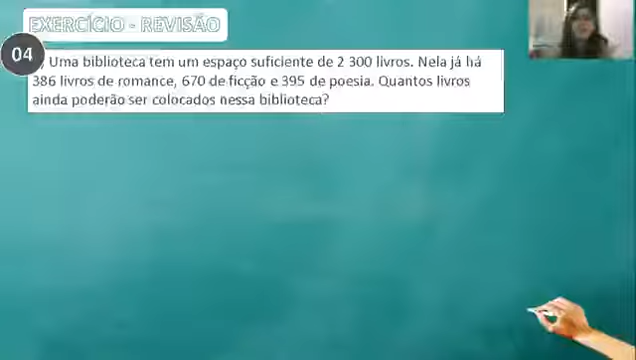 EXERCÍCIO - REVISÃO
04
Uma biblioteca tem um espaço suficiente de 2 300 livros. Nela já há
386 livros de romance, 670 de ficção e 395 de poesia. Quantos livros
ainda poderão ser colocados nessa biblioteca?